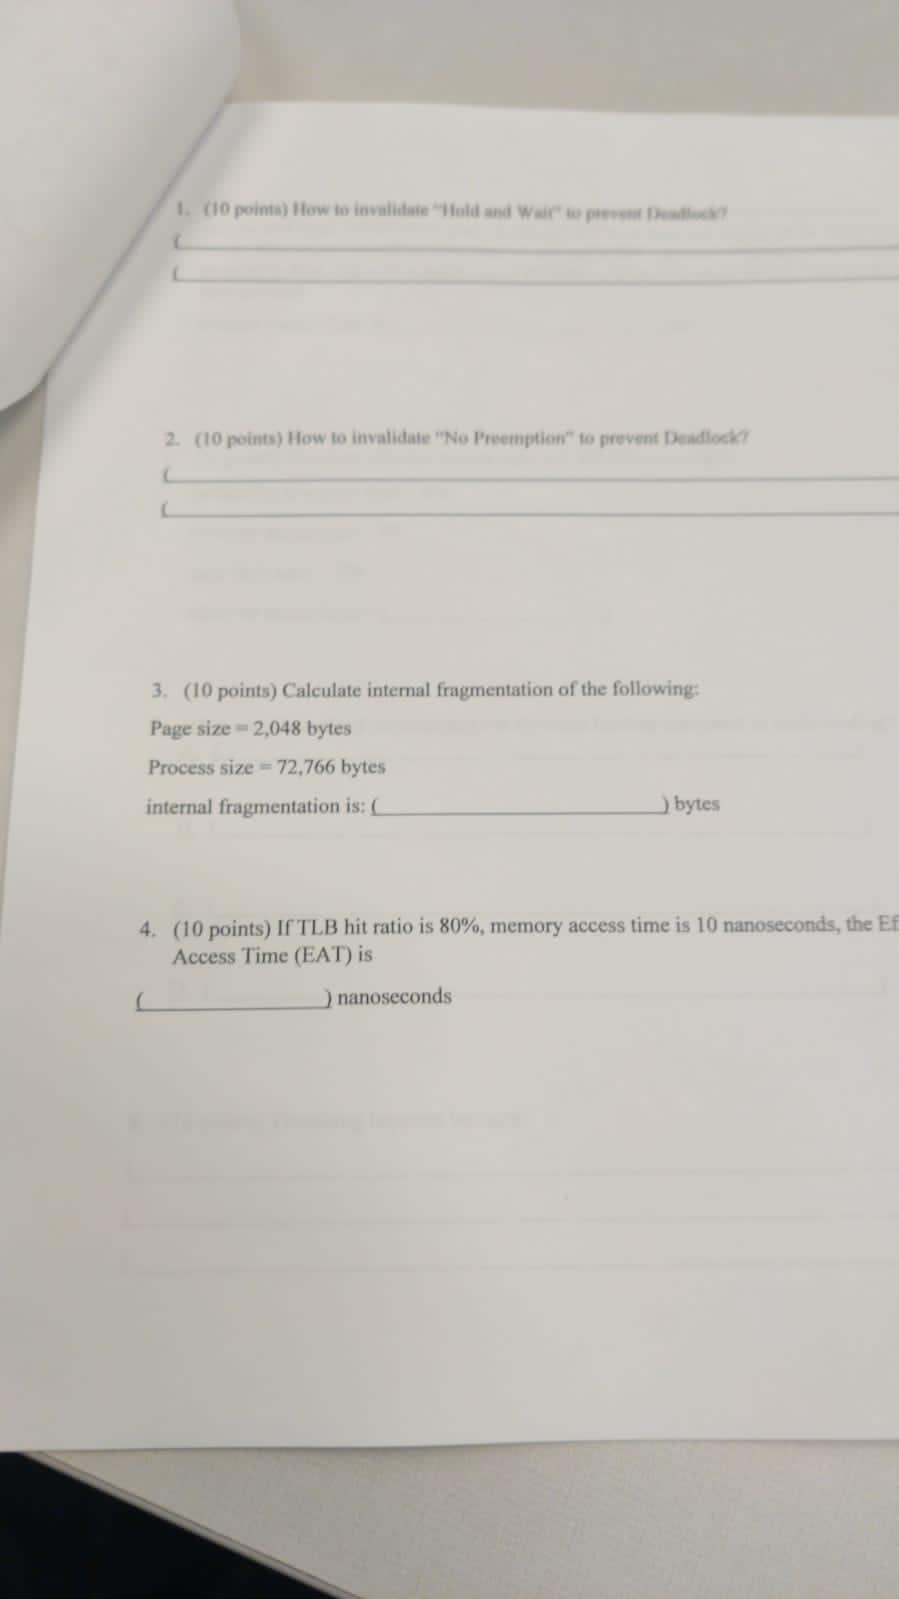 1. (10 points) How to invalidate "Hold and Wait" to prevent Deadlock?
(
(
2. (10 points) How to invalidate "No Preemption" to prevent Deadlock?
(
(
3. (10 points) Calculate internal fragmentation of the following:
Page size = 2,048 bytes
Process size = 72,766 bytes
internal fragmentation is: ( ) bytes
4. (10 points) If TLB hit ratio is 80%, memory access time is 10 nanoseconds, the
Access Time (EAT) is
( ) nanoseconds